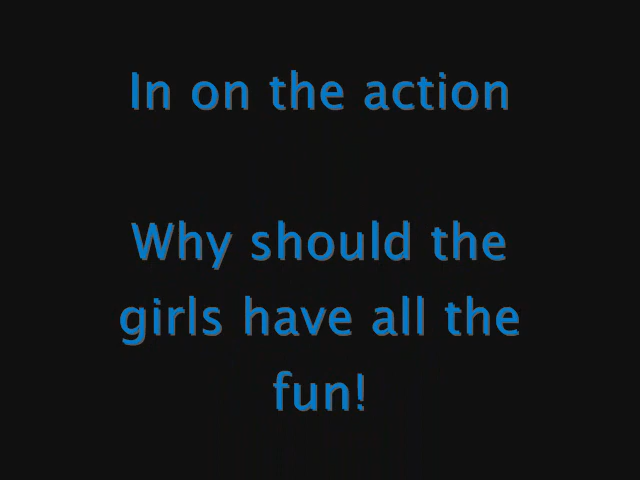 In on the action
Why should the
girls have all the
fun!